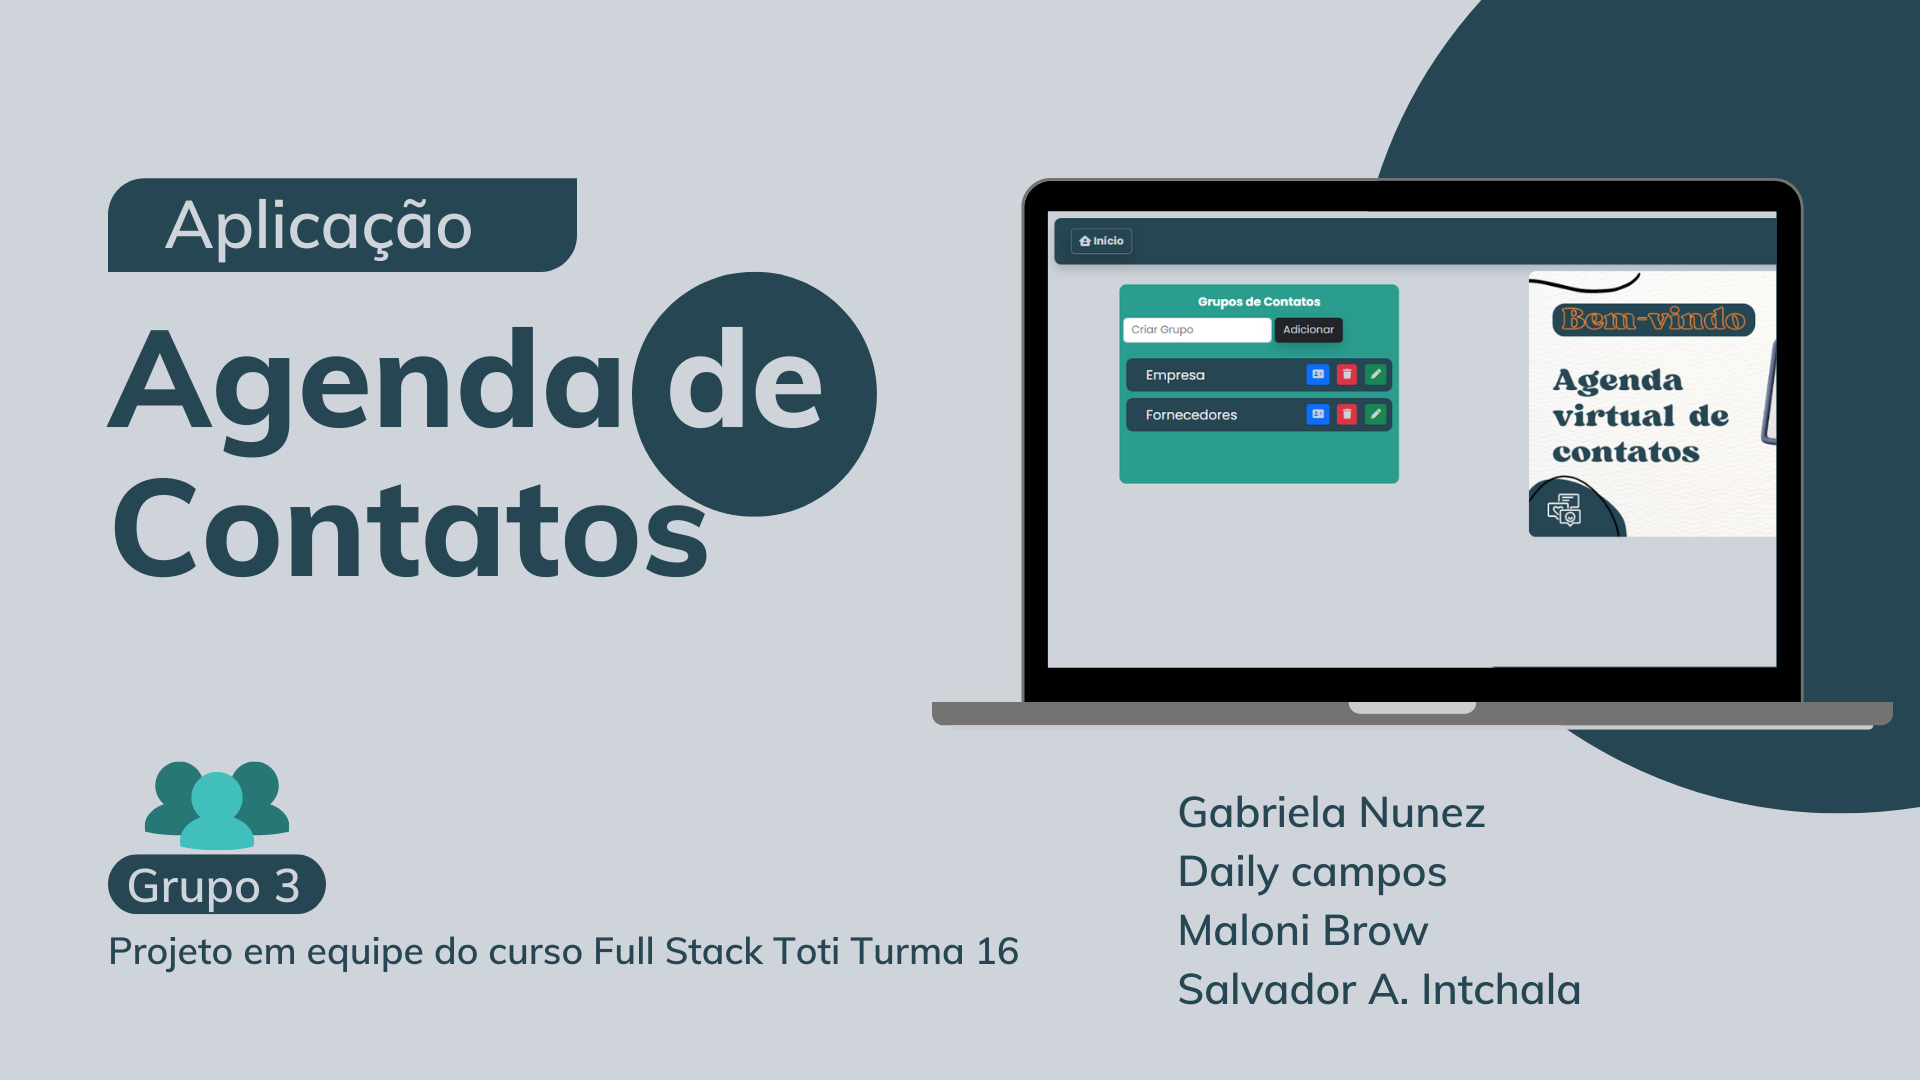 Aplicação
Agenda de
Contatos
Início
Grupos de Contatos
Criar Grupo
Adicionar
Empresa
Fornecedores
Bem-vindo
Agenda
virtual de
contatos
Grupo 3
Projeto em equipe do curso Full Stack Toti Turma 16
Gabriela Nunez
Daily campos
Maloni Brow
Salvador A. Intchala